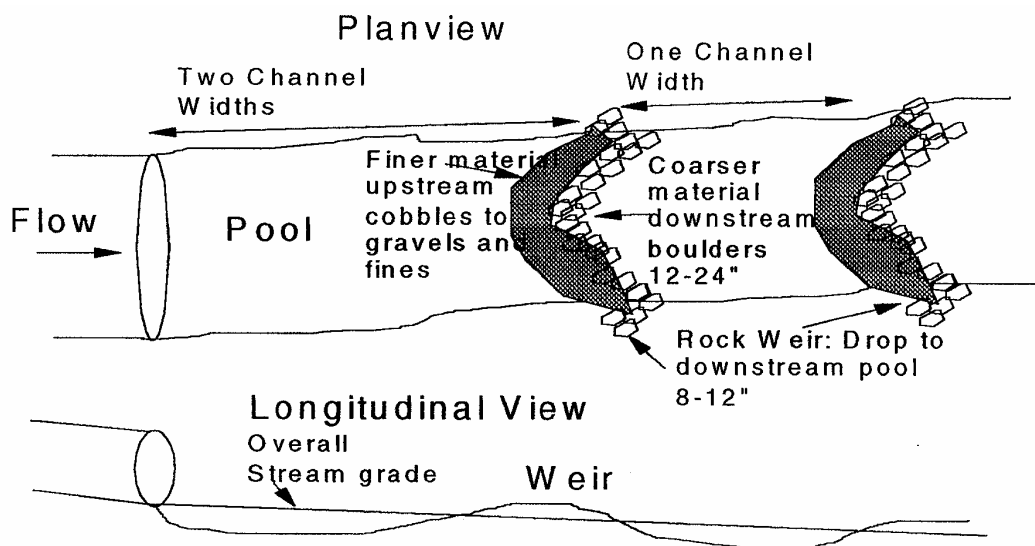 Planview
Two Channel
Widths
One Channel
Width
Finer material
upstream
cobbles to
gravels and
fines
Coarser
material
downstream
boulders
12-24"
Flow
Pool
Rock Weir: Drop to
downstream pool
8-12"
Longitudinal View
Overall
Stream grade
Weir